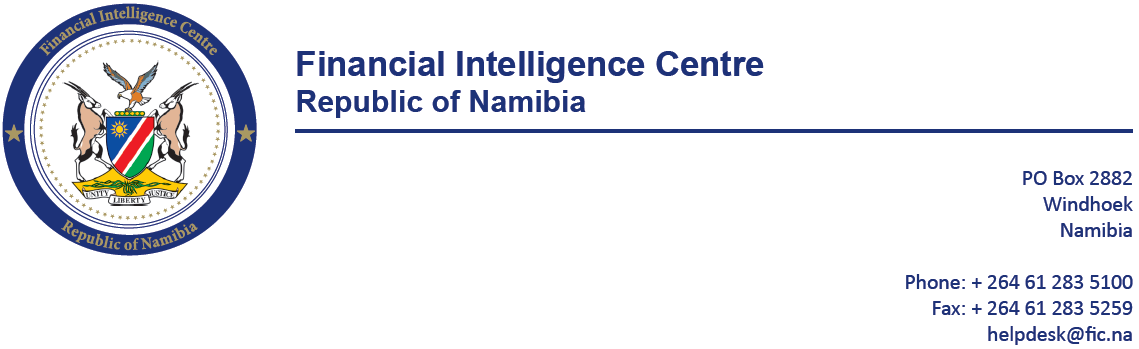 Financial Intelligence Centre
UNITY
LIBERTY
JUSTICE
Republic of Namibia
Financial Intelligence Centre
Republic of Namibia
PO Box 2882
Windhoek
Namibia
Phone: + 264 61 283 5100
Fax: + 264 61 283 5259
helpdesk@fic.na